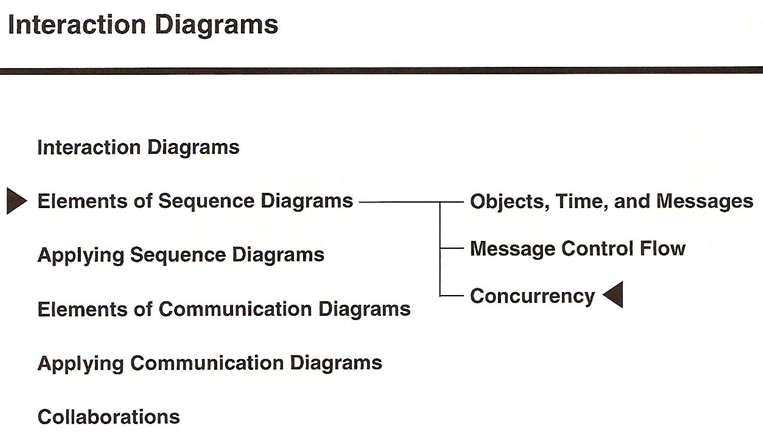 Interaction Diagrams
Interaction Diagrams
Elements of Sequence Diagrams
Objects, Time, and Messages
Message Control Flow
Concurrency
Applying Sequence Diagrams
Elements of Communication Diagrams
Applying Communication Diagrams
Collaborations